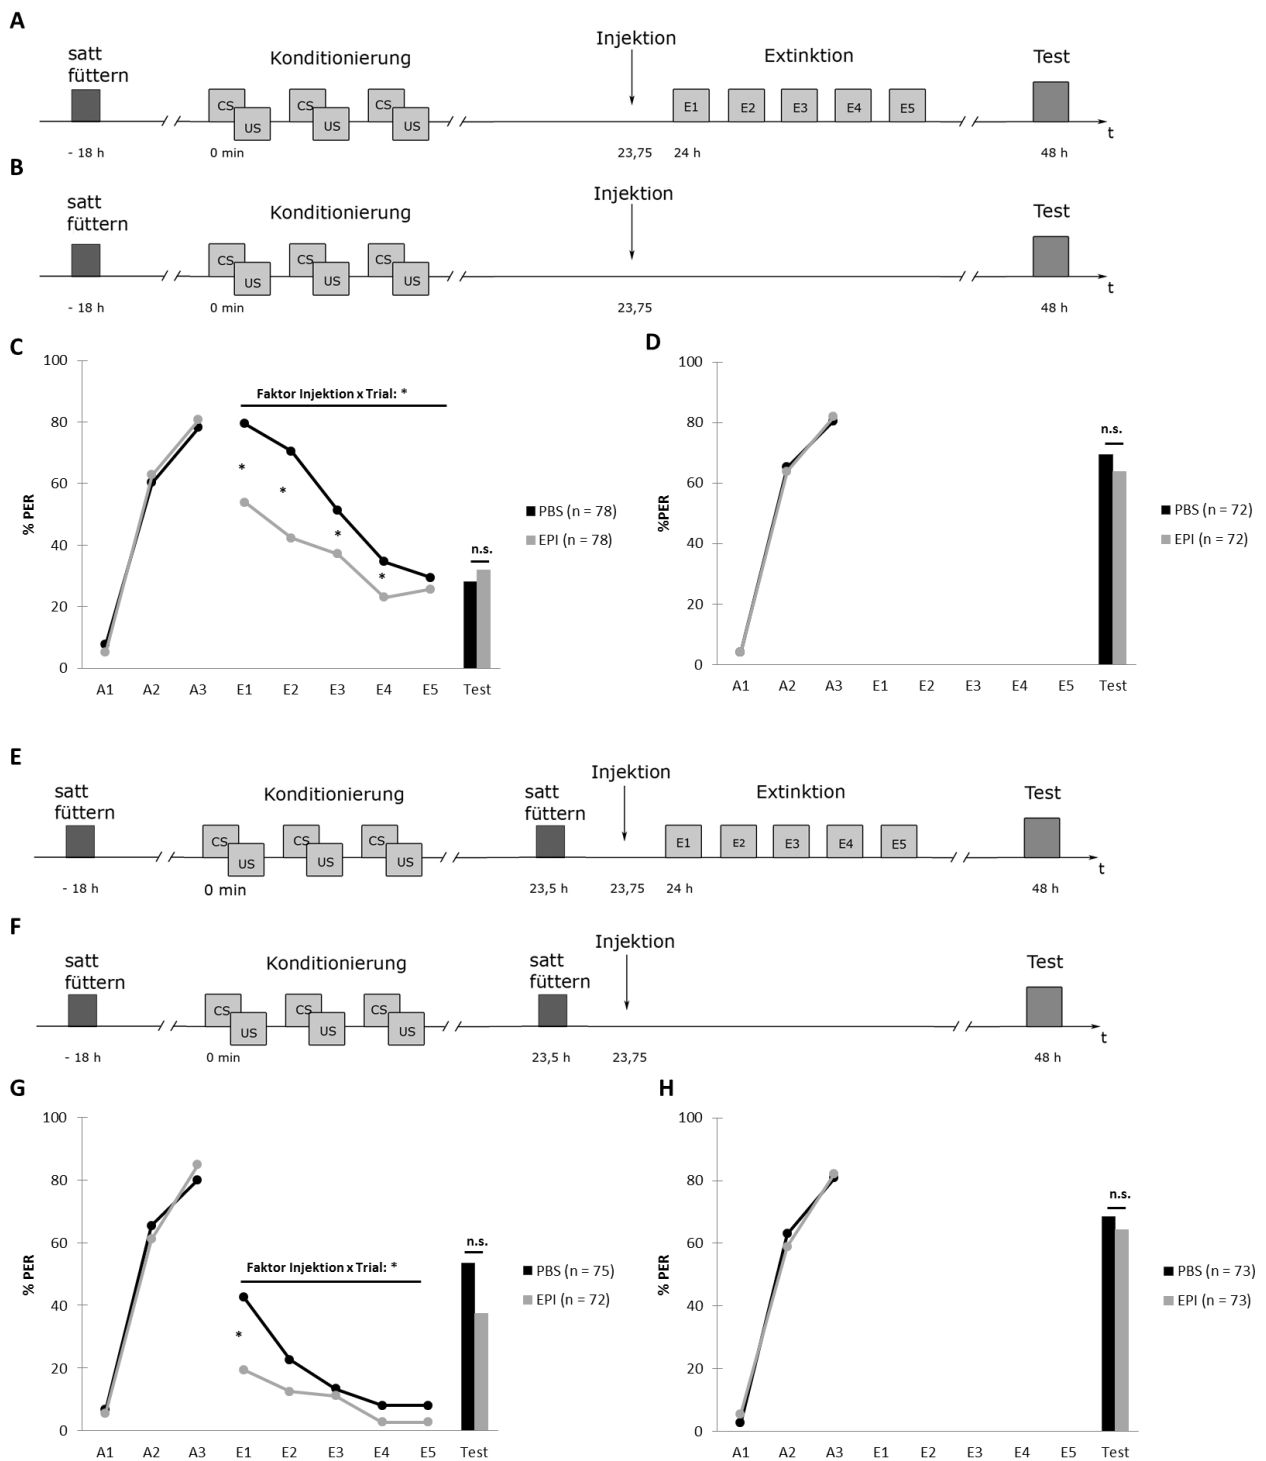 A
satt
füttern
Konditionierung
Injektion
Extinktion
Test
CS US CS US CS US
E1 E2 E3 E4 E5
t
- 18 h 0 min 23,75 24 h 48 h
B
satt
füttern
Konditionierung
Injektion
Test
CS US CS US CS US
t
- 18 h 0 min 23,75 48 h
C
100
80
60
40
20
0
% PER
Faktor Injektion x Trial: *
*
*
*
*
n.s.
PBS (n = 78)
EPI (n = 78)
A1 A2 A3 E1 E2 E3 E4 E5 Test
D
100
80
60
40
20
0
%PER
n.s.
PBS (n = 72)
EPI (n = 72)
A1 A2 A3 E1 E2 E3 E4 E5 Test
E
satt
füttern
Konditionierung
satt
füttern
Injektion
Extinktion
Test
CS US CS US CS US
E1 E2 E3 E4 E5
t
- 18 h 0 min 23,5 h 23,75 24 h 48 h
F
satt
füttern
Konditionierung
satt
füttern
Injektion
Test
CS US CS US CS US
t
- 18 h 0 min 23,5 h 23,75 48 h
G
100
80
60
40
20
0
% PER
Faktor Injektion x Trial: *
*
n.s.
PBS (n = 75)
EPI (n = 72)
A1 A2 A3 E1 E2 E3 E4 E5 Test
H
100
80
60
40
20
0
% PER
n.s.
PBS (n = 73)
EPI (n = 73)
A1 A2 A3 E1 E2 E3 E4 E5 Test